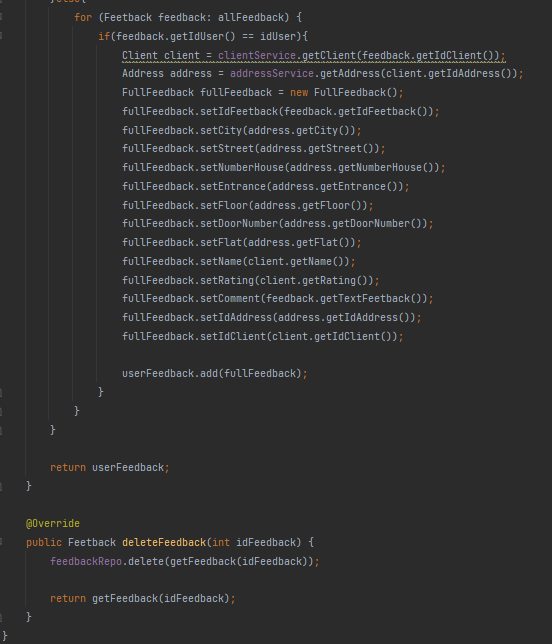 }else{
for (Feetback feedback: allFeedback) {
if(feedback.getIdUser() == idUser){
Client client = clientService.getClient(feedback.getIdClient());
Address address = addressService.getAddress(client.getIdAddress());
FullFeedback fullFeedback = new FullFeedback();
fullFeedback.setIdFeetback(feedback.getIdFeetback());
fullFeedback.setCity(address.getCity());
fullFeedback.setStreet(address.getStreet());
fullFeedback.setNumberHouse(address.getNumberHouse());
fullFeedback.setEntrance(address.getEntrance());
fullFeedback.setFloor(address.getFloor());
fullFeedback.setDoorNumber(address.getDoorNumber());
fullFeedback.setFlat(address.getFlat());
fullFeedback.setName(client.getName());
fullFeedback.setRating(client.getRating());
fullFeedback.setComment(feedback.getTextFeetback());
fullFeedback.setIdAddress(address.getIdAddress());
fullFeedback.setIdClient(client.getIdClient());
userFeedback.add(fullFeedback);
}
}
}
return userFeedback;
}
@Override
public Feetback deleteFeedback(int idFeedback) {
feedbackRepo.delete(getFeedback(idFeedback));
return getFeedback(idFeedback);
}
}